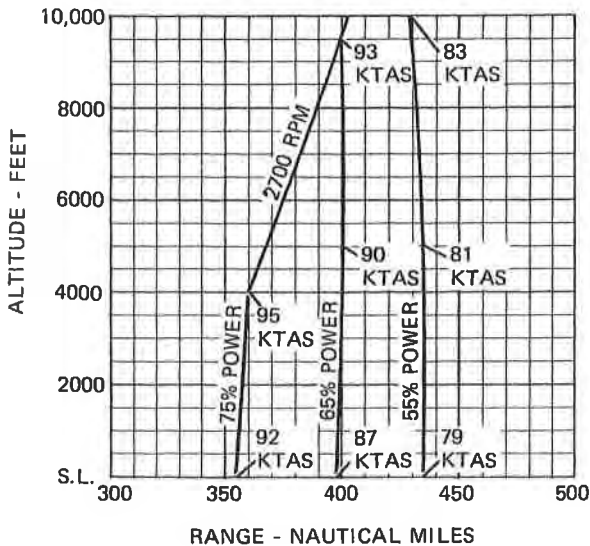 10,000
93
KTAS
83
KTAS
8000
2700 RPM
6000
ALTITUDE - FEET
90
KTAS
81
KTAS
4000
95
KTAS
75% POWER
65% POWER
55% POWER
2000
92
KTAS
87
KTAS
79
KTAS
S.L.
300
350
400
450
500
RANGE - NAUTICAL MILES